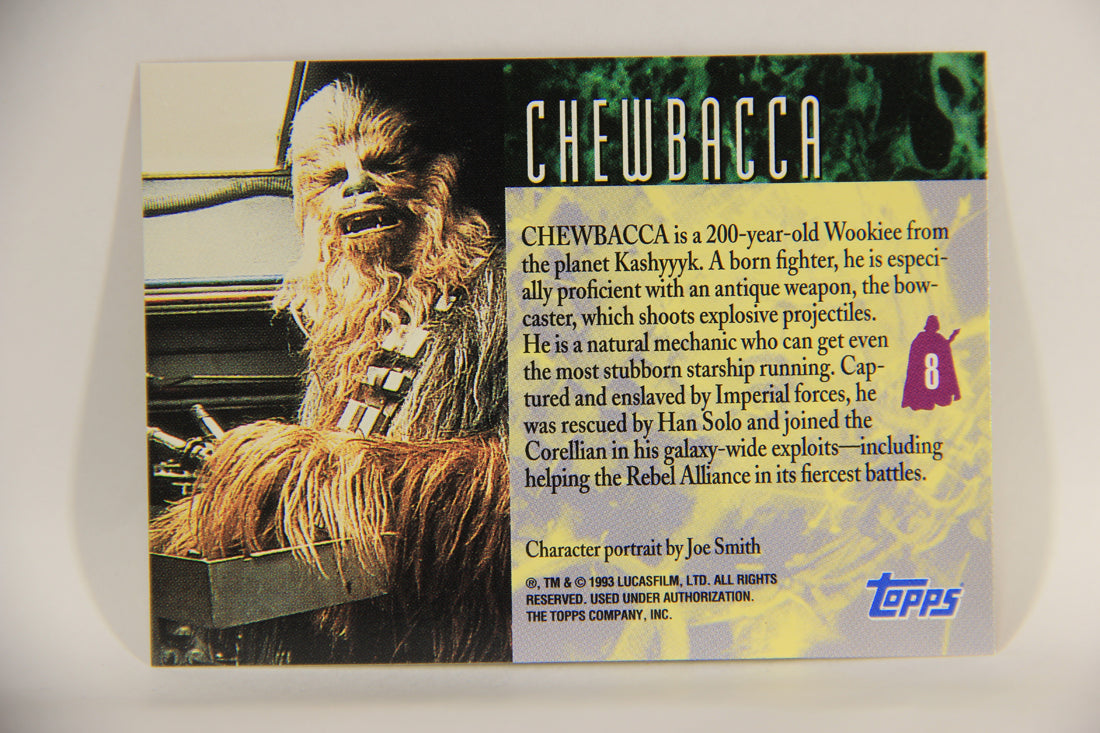 CHEWBACCA
CHEWBACCA is a 200-year-old Wookiee from
the planet Kashyyyk. A born fighter, he is especi-
ally proficient with an antique weapon, the bow-
caster, which shoots explosive projectiles.
He is a natural mechanic who can get even
the most stubborn starship running. Cap-
tured and enslaved by Imperial forces, he
was rescued by Han Solo and joined the
Corellian in his galaxy-wide exploits—including
helping the Rebel Alliance in its fiercest battles.
8
Character portrait by Joe Smith
®, TM & © 1993 LUCASFILM, LTD. ALL RIGHTS
RESERVED. USED UNDER AUTHORIZATION.
THE TOPPS COMPANY, INC.
TOPPS